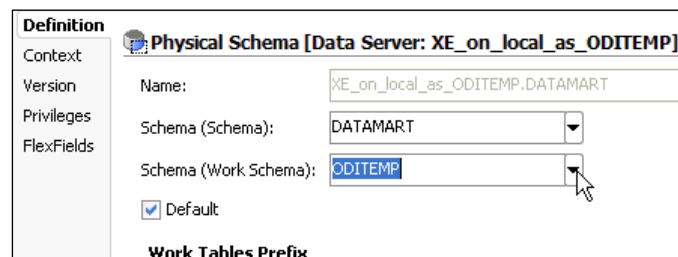 Definition
Physical Schema [Data Server: XE_on_local_as_ODITEMP]
Context
Version
Name: XE_on_local_as_ODITEMP.DATAMART
Privileges
Schema (Schema): DATAMART
FlexFields
Schema (Work Schema): ODITEMP
Default
Work Tables Prefix